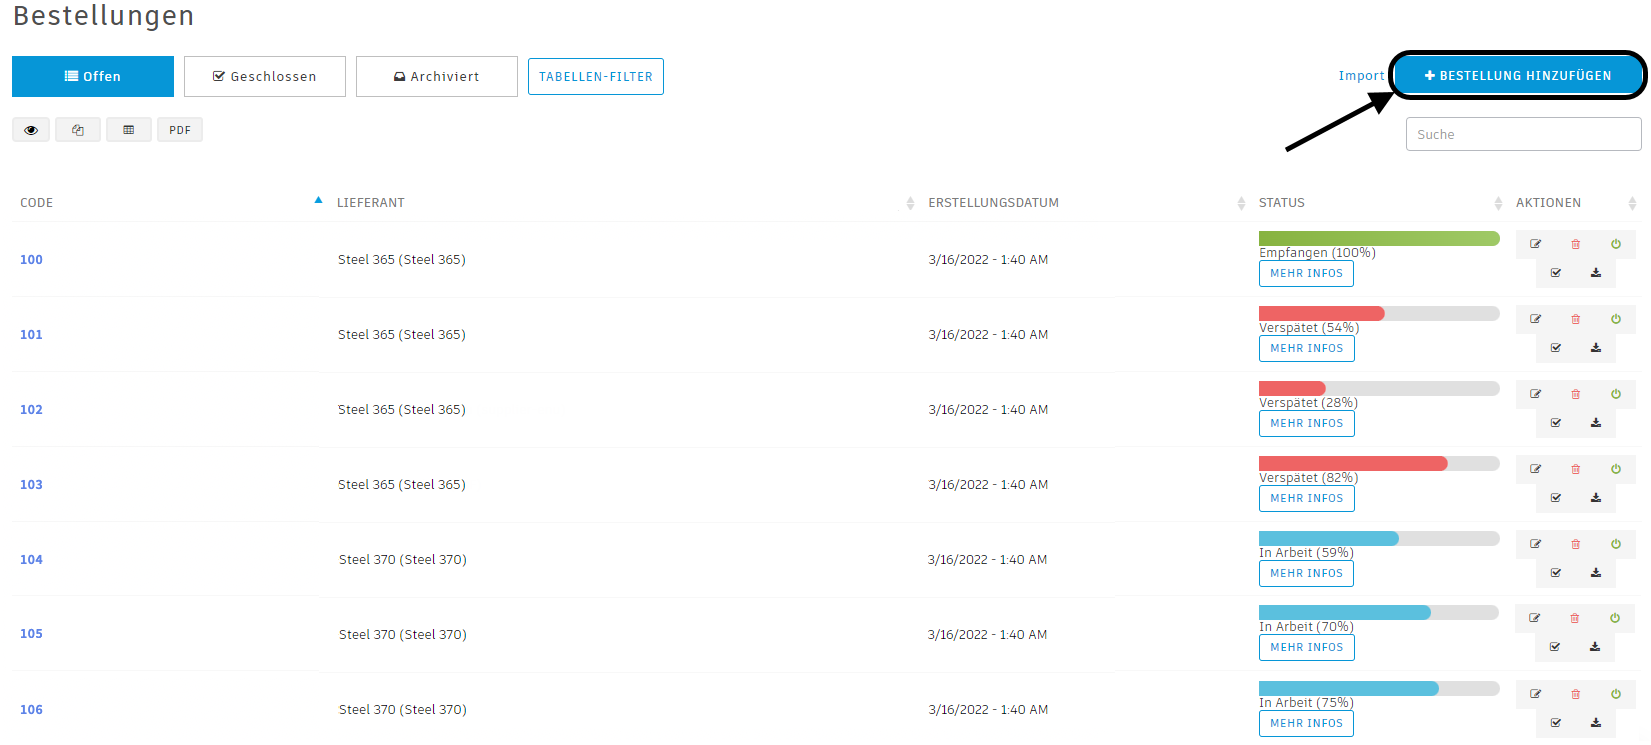 Bestellungen
Offen
Geschlossen
Archiviert
TABELLEN-FILTER
Import
BESTELLUNG HINZUFÜGEN
PDF
Suche
CODE LIEFERANT ERSTELLUNGSDATUM STATUS AKTIONEN
100 Steel 365 (Steel 365) 3/16/2022 - 1:40 AM Empfangen (100%)
MEHR INFOS
101 Steel 365 (Steel 365) 3/16/2022 - 1:40 AM Verspätet (54%)
MEHR INFOS
102 Steel 365 (Steel 365) 3/16/2022 - 1:40 AM Verspätet (28%)
MEHR INFOS
103 Steel 365 (Steel 365) 3/16/2022 - 1:40 AM Verspätet (82%)
MEHR INFOS
104 Steel 370 (Steel 370) 3/16/2022 - 1:40 AM In Arbeit (59%)
MEHR INFOS
105 Steel 370 (Steel 370) 3/16/2022 - 1:40 AM In Arbeit (70%)
MEHR INFOS
106 Steel 370 (Steel 370) 3/16/2022 - 1:40 AM In Arbeit (75%)
MEHR INFOS